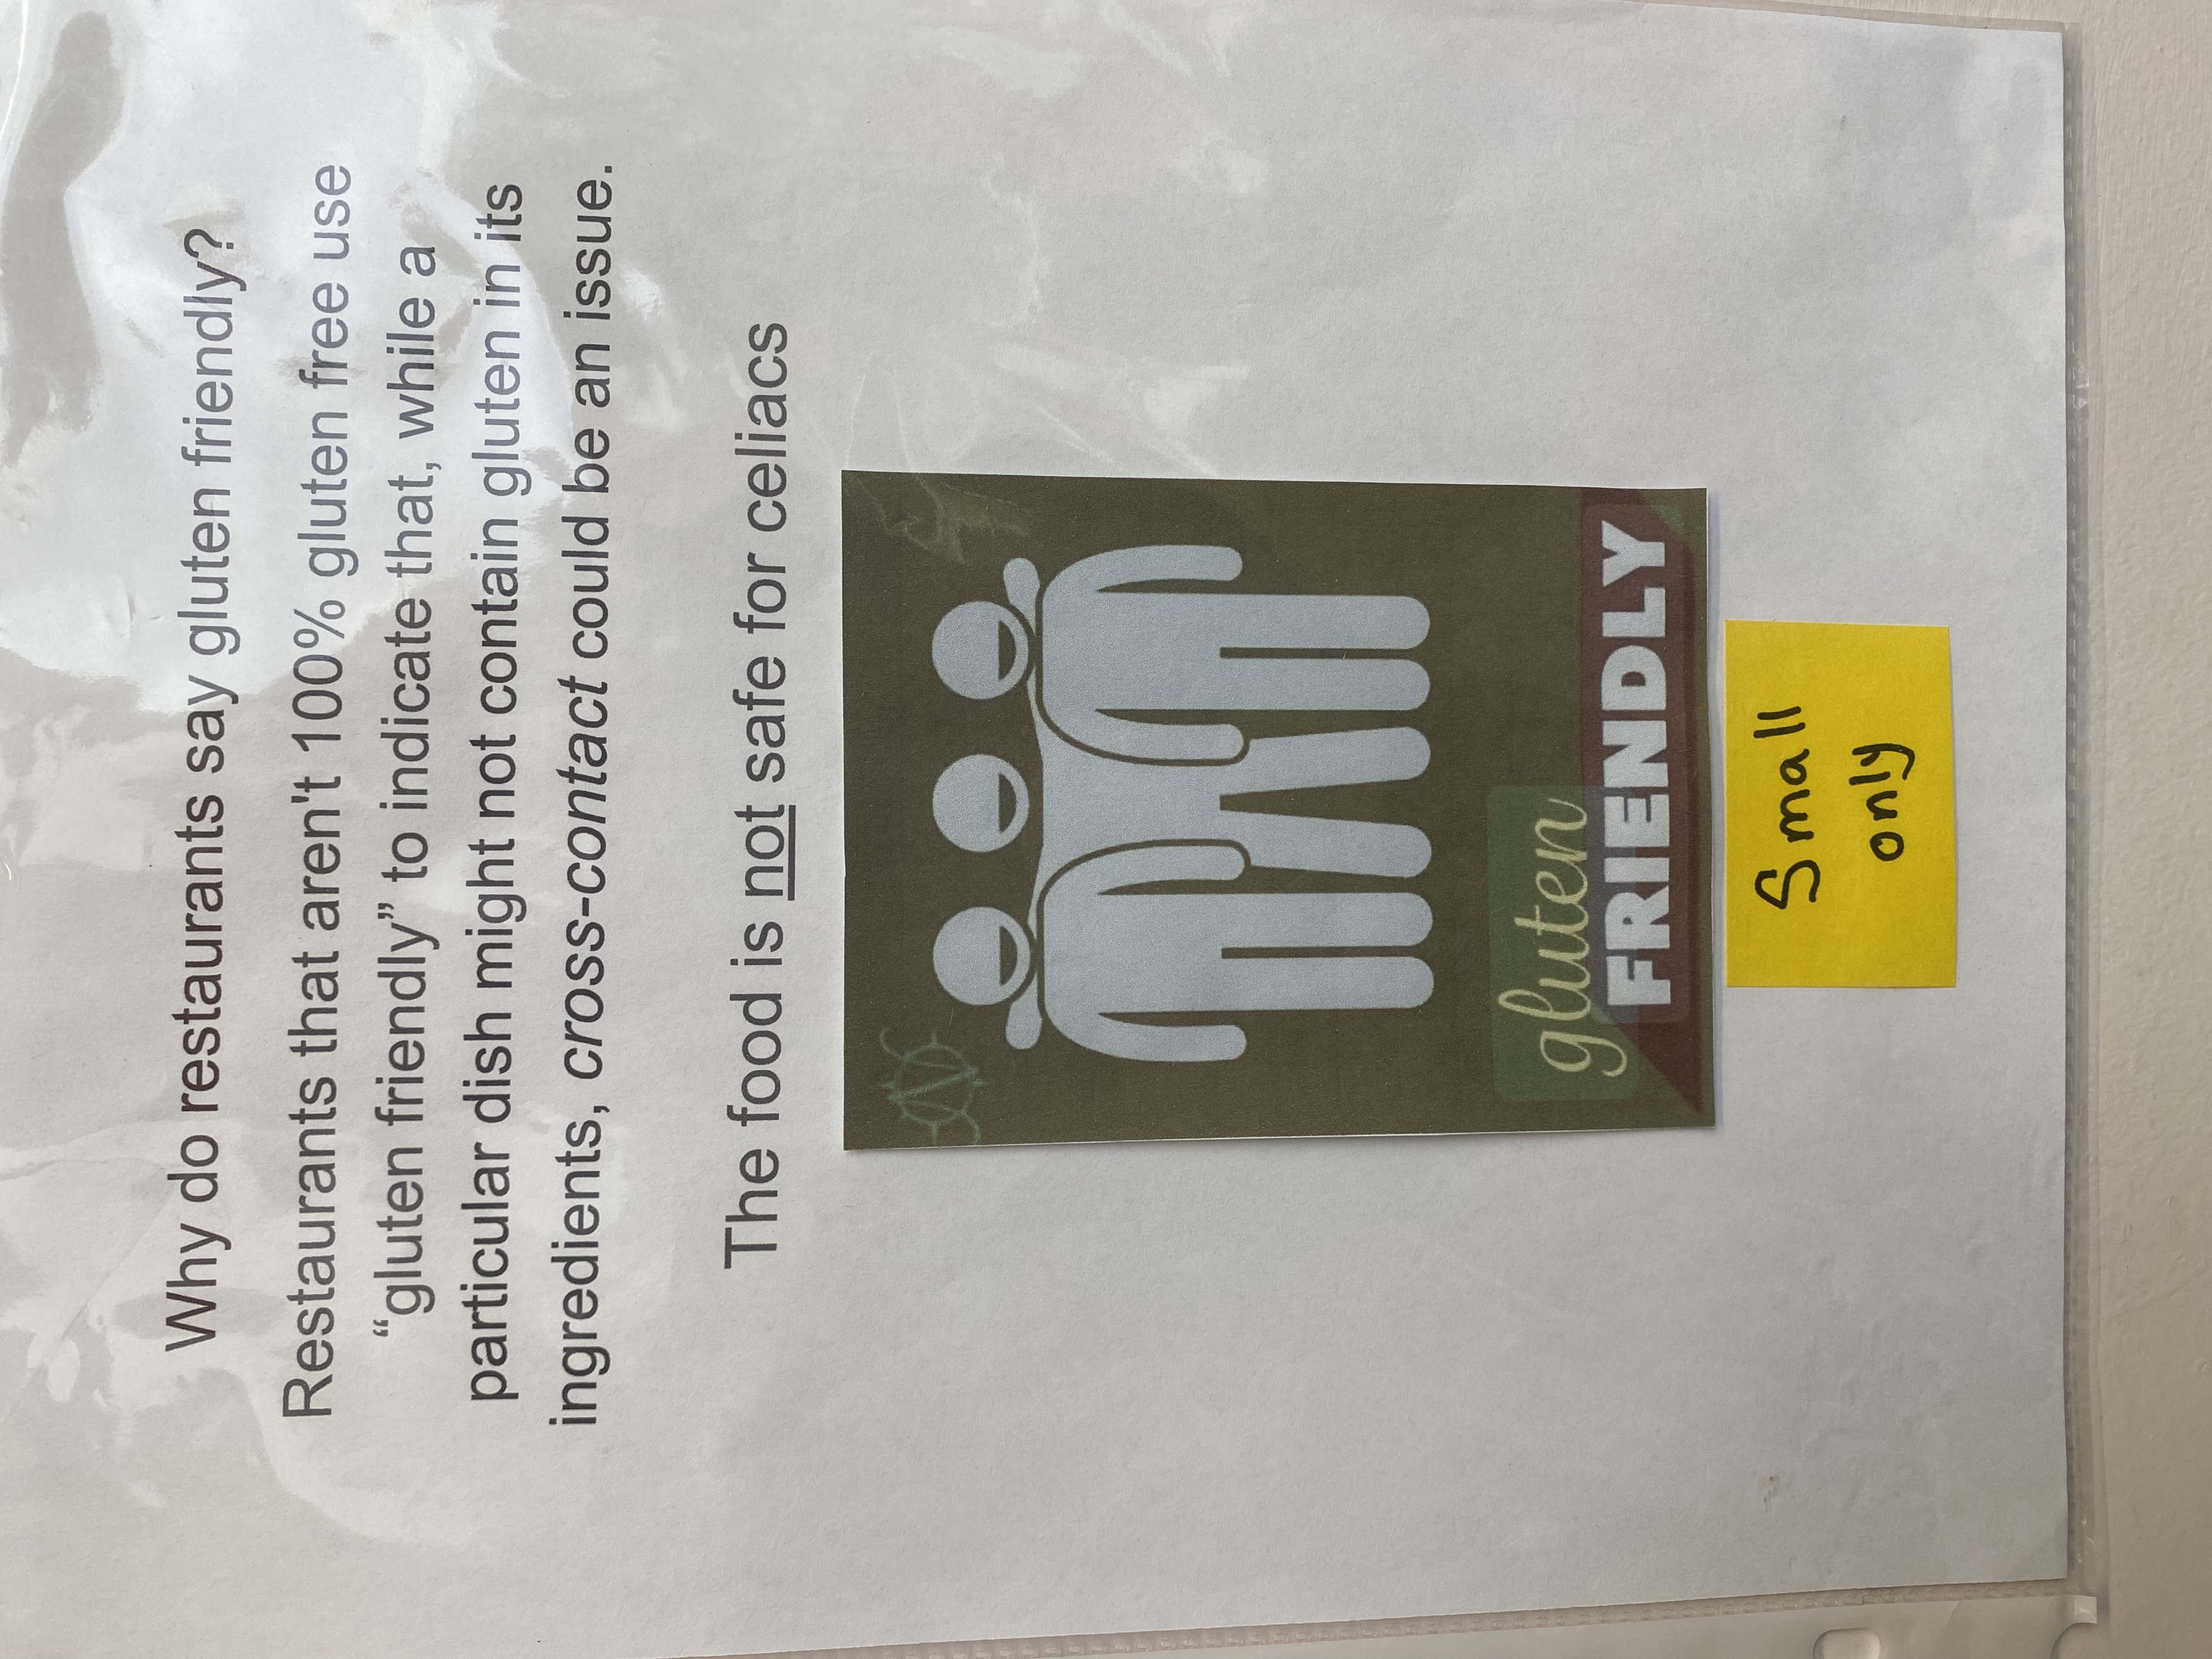 Why do restaurants say gluten friendly?
Restaurants that aren't 100% gluten free use
“gluten friendly” to indicate that, while a
particular dish might not contain gluten in its
ingredients, cross-contact could be an issue.
The food is not safe for celiacs
gluten
FRIENDLY
Small
only